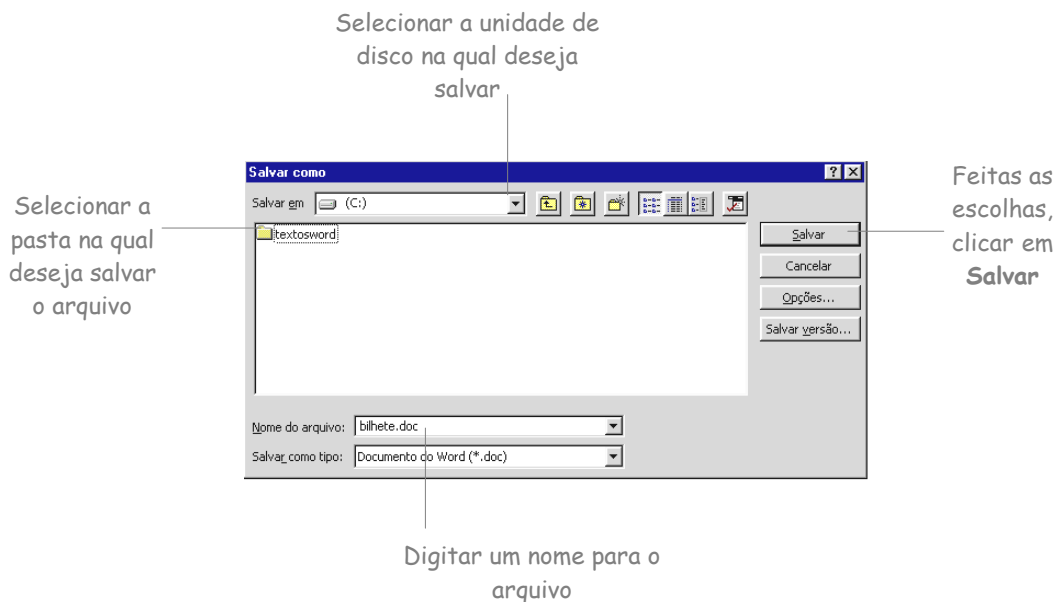 Selecionar a unidade de
disco na qual deseja
salvar
Selecionar a
pasta na qual
deseja salvar
o arquivo
Salvar como
Salvar em (C:)
textosword
Salvar
Cancelar
Opções...
Salvar versão...
Nome do arquivo: bilhete.doc
Salvar como tipo: Documento do Word (*.doc)
Feitas as
escolhas,
clicar em
Salvar
Digitar um nome para o
arquivo